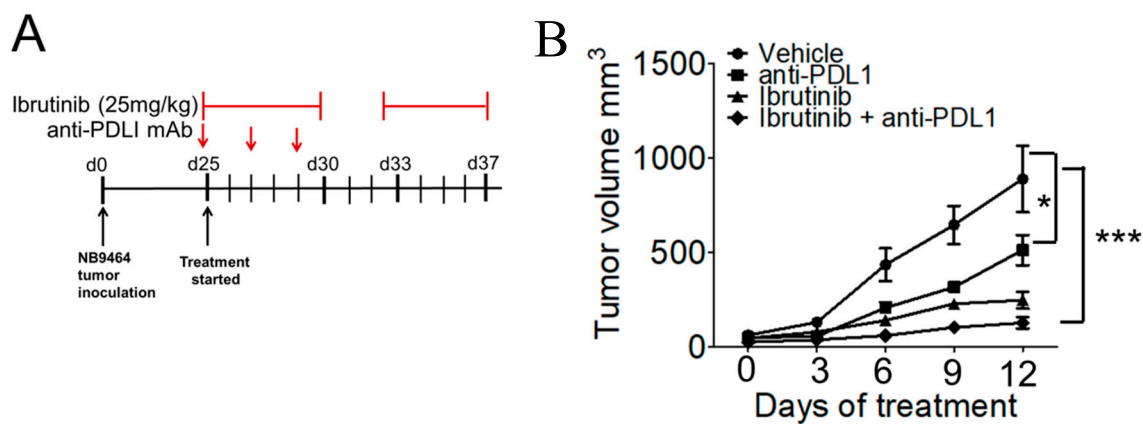 A
Ibrutinib (25mg/kg)
anti-PDLI mAb
d0
d25
d30
d33
d37
NB9464
tumor
inoculation
Treatment
started
B
Tumor volume mm³
1500
1000
500
0
Vehicle
anti-PDL1
Ibrutinib
Ibrutinib + anti-PDL1
*
***
0 3 6 9 12
Days of treatment